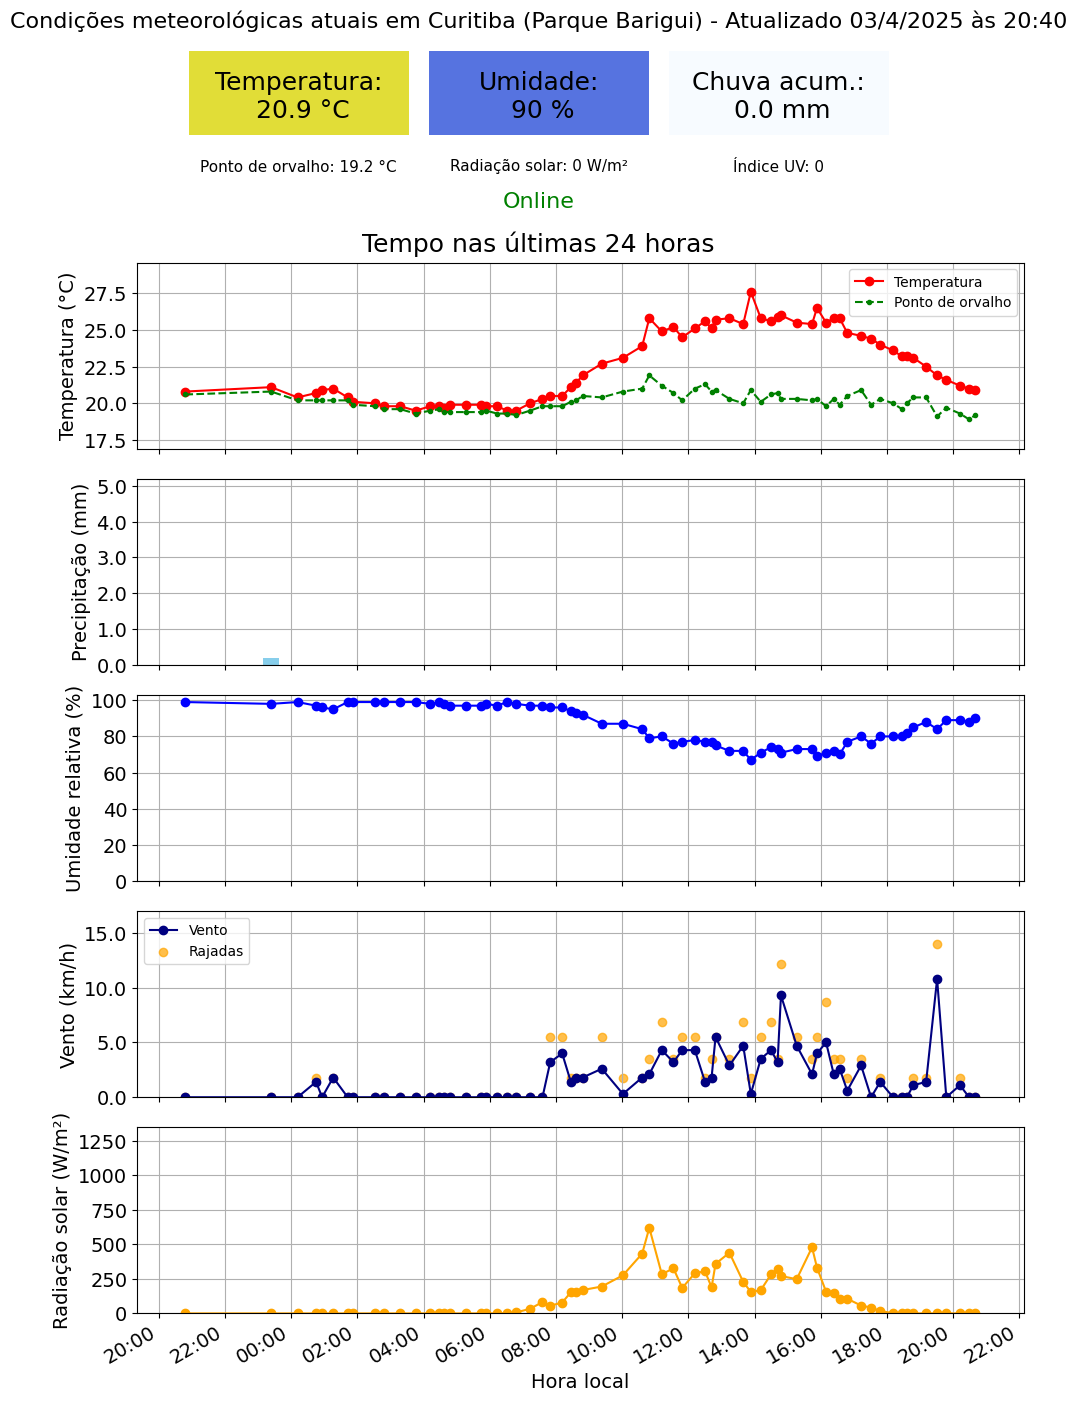 Condições meteorológicas atuais em Curitiba (Parque Barigui) - Atualizado 03/4/2025 às 20:40
Temperatura:
20.9 °C
Umidade:
90 %
Chuva acum.:
0.0 mm
Ponto de orvalho: 19.2 °C
Radiação solar: 0 W/m²
Índice UV: 0
Online
Tempo nas últimas 24 horas
Temperatura (°C)
27.5
25.0
22.5
20.0
17.5
Temperatura
Ponto de orvalho
Precipitação (mm)
5.0
4.0
3.0
2.0
1.0
0.0
Umidade relativa (%)
100
80
60
40
20
0
Vento (km/h)
15.0
10.0
5.0
0.0
Vento
Rajadas
Radiação solar (W/m²)
1250
1000
750
500
250
0
20:00
22:00
00:00
02:00
04:00
06:00
08:00
10:00
12:00
14:00
16:00
18:00
20:00
22:00
Hora local